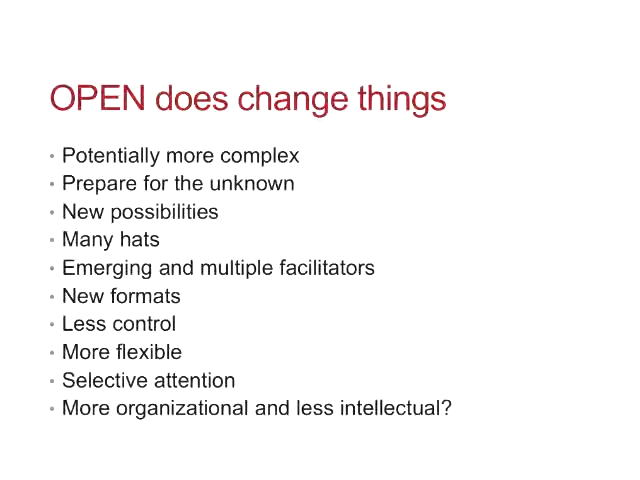 OPEN does change things
• Potentially more complex
• Prepare for the unknown
• New possibilities
• Many hats
• Emerging and multiple facilitators
• New formats
• Less control
• More flexible
• Selective attention
• More organizational and less intellectual?